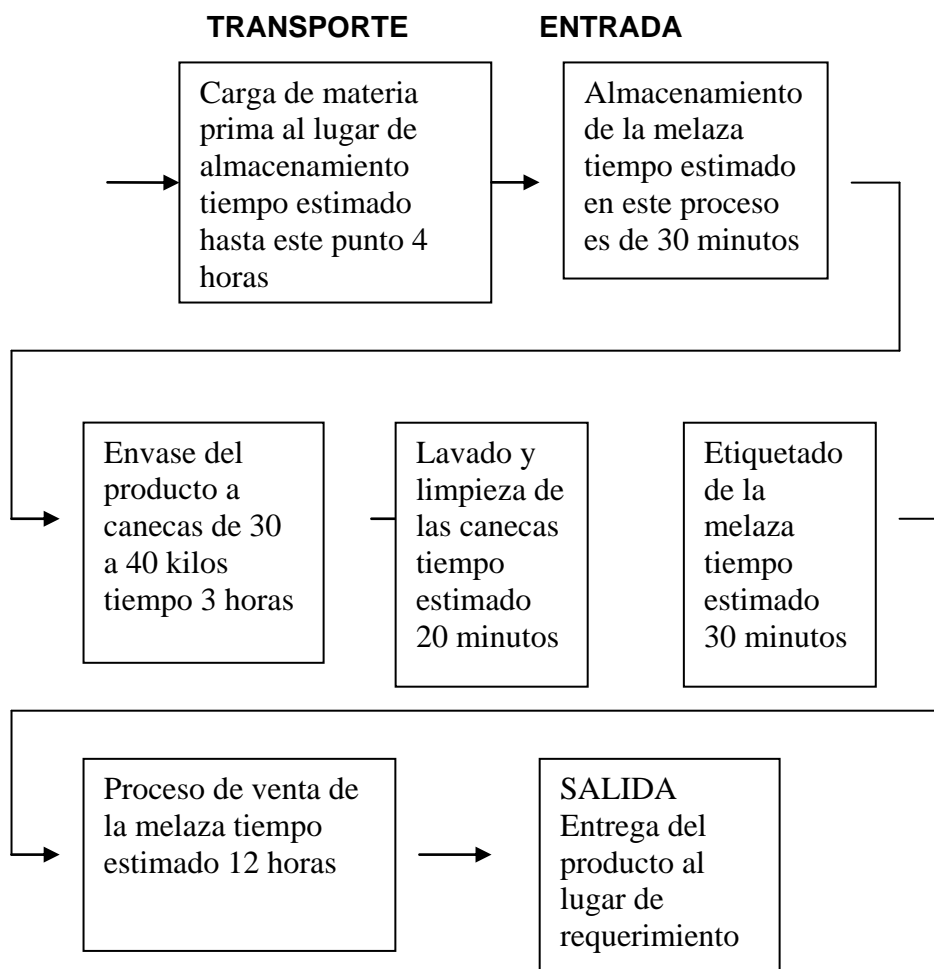 TRANSPORTE
ENTRADA
Carga de materia
prima al lugar de
almacenamiento
tiempo estimado
hasta este punto 4
horas
Almacenamiento
de la melaza
tiempo estimado
en este proceso
es de 30 minutos
Envase del
producto a
canecas de 30
a 40 kilos
tiempo 3 horas
Lavado y
limpieza de
las canecas
tiempo
estimado
20 minutos
Etiquetado
de la
melaza
tiempo
estimado
30 minutos
Proceso de venta de
la melaza tiempo
estimado 12 horas
SALIDA
Entrega del
producto al
lugar de
requerimiento